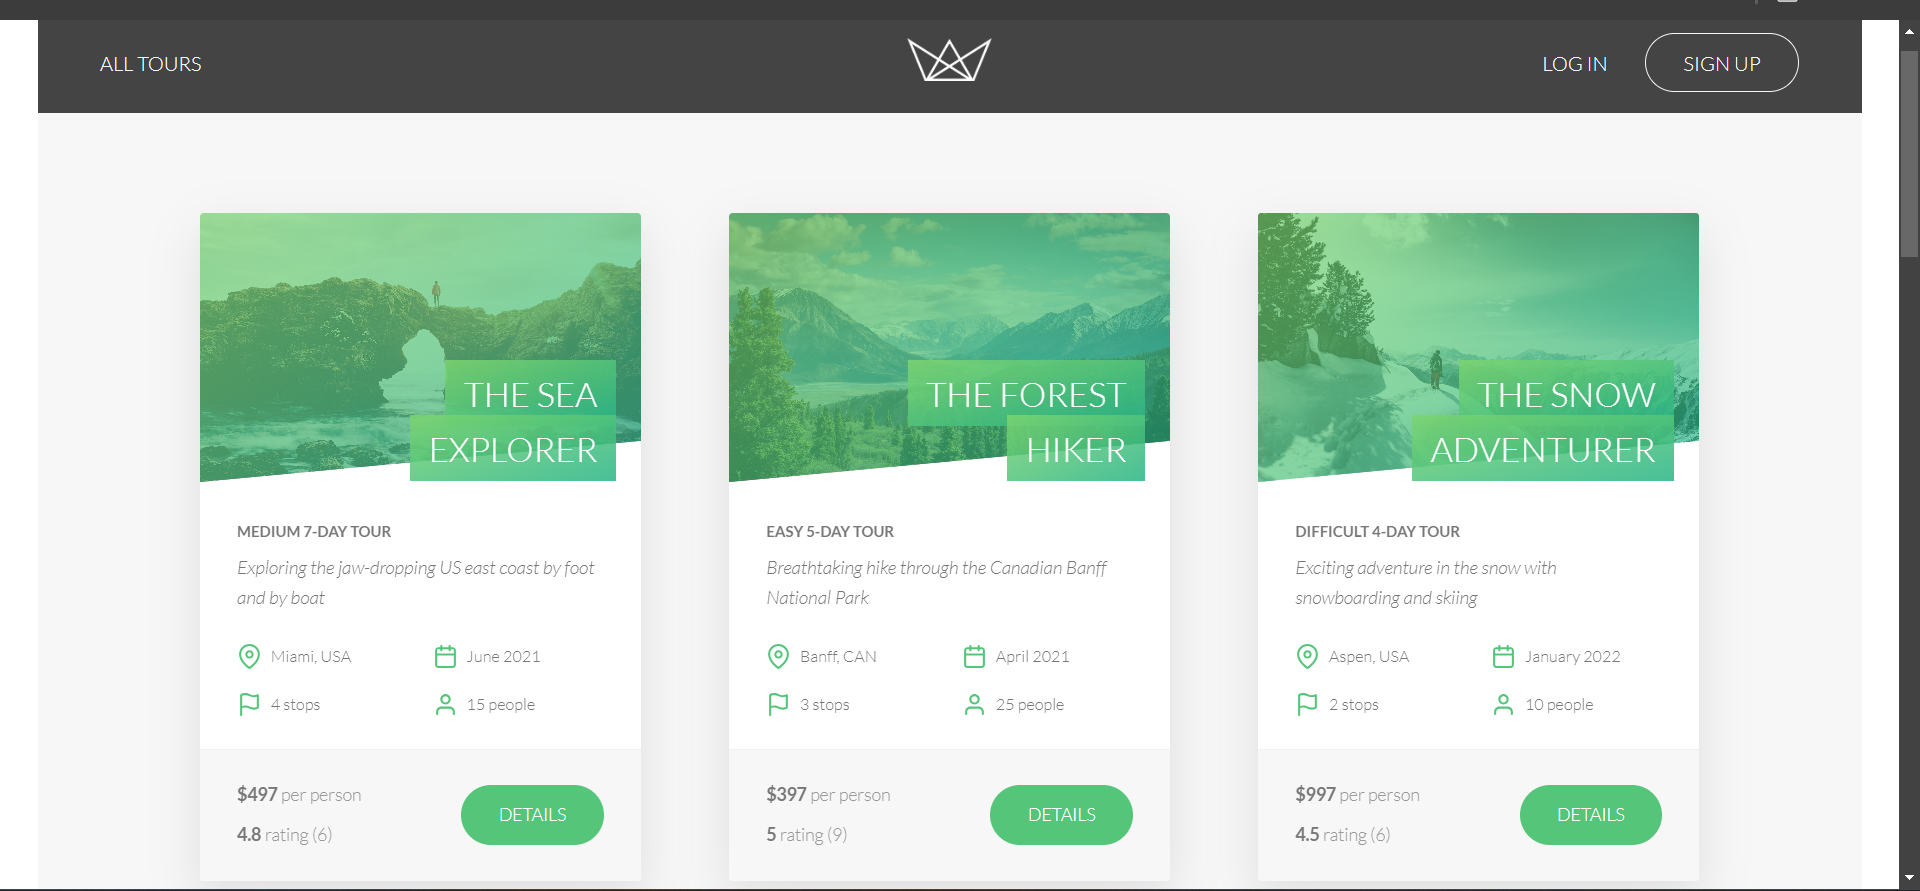 ALL TOURS
LOG IN
SIGN UP
THE SEA
EXPLORER
MEDIUM 7-DAY TOUR
Exploring the jaw-dropping US east coast by foot
and by boat
Miami, USA
June 2021
4 stops
15 people
$497 per person
4.8 rating (6)
DETAILS
THE FOREST
HIKER
EASY 5-DAY TOUR
Breathtaking hike through the Canadian Banff
National Park
Banff, CAN
April 2021
3 stops
25 people
$397 per person
5 rating (9)
DETAILS
THE SNOW
ADVENTURER
DIFFICULT 4-DAY TOUR
Exciting adventure in the snow with
snowboarding and skiing
Aspen, USA
January 2022
2 stops
10 people
$997 per person
4.5 rating (6)
DETAILS